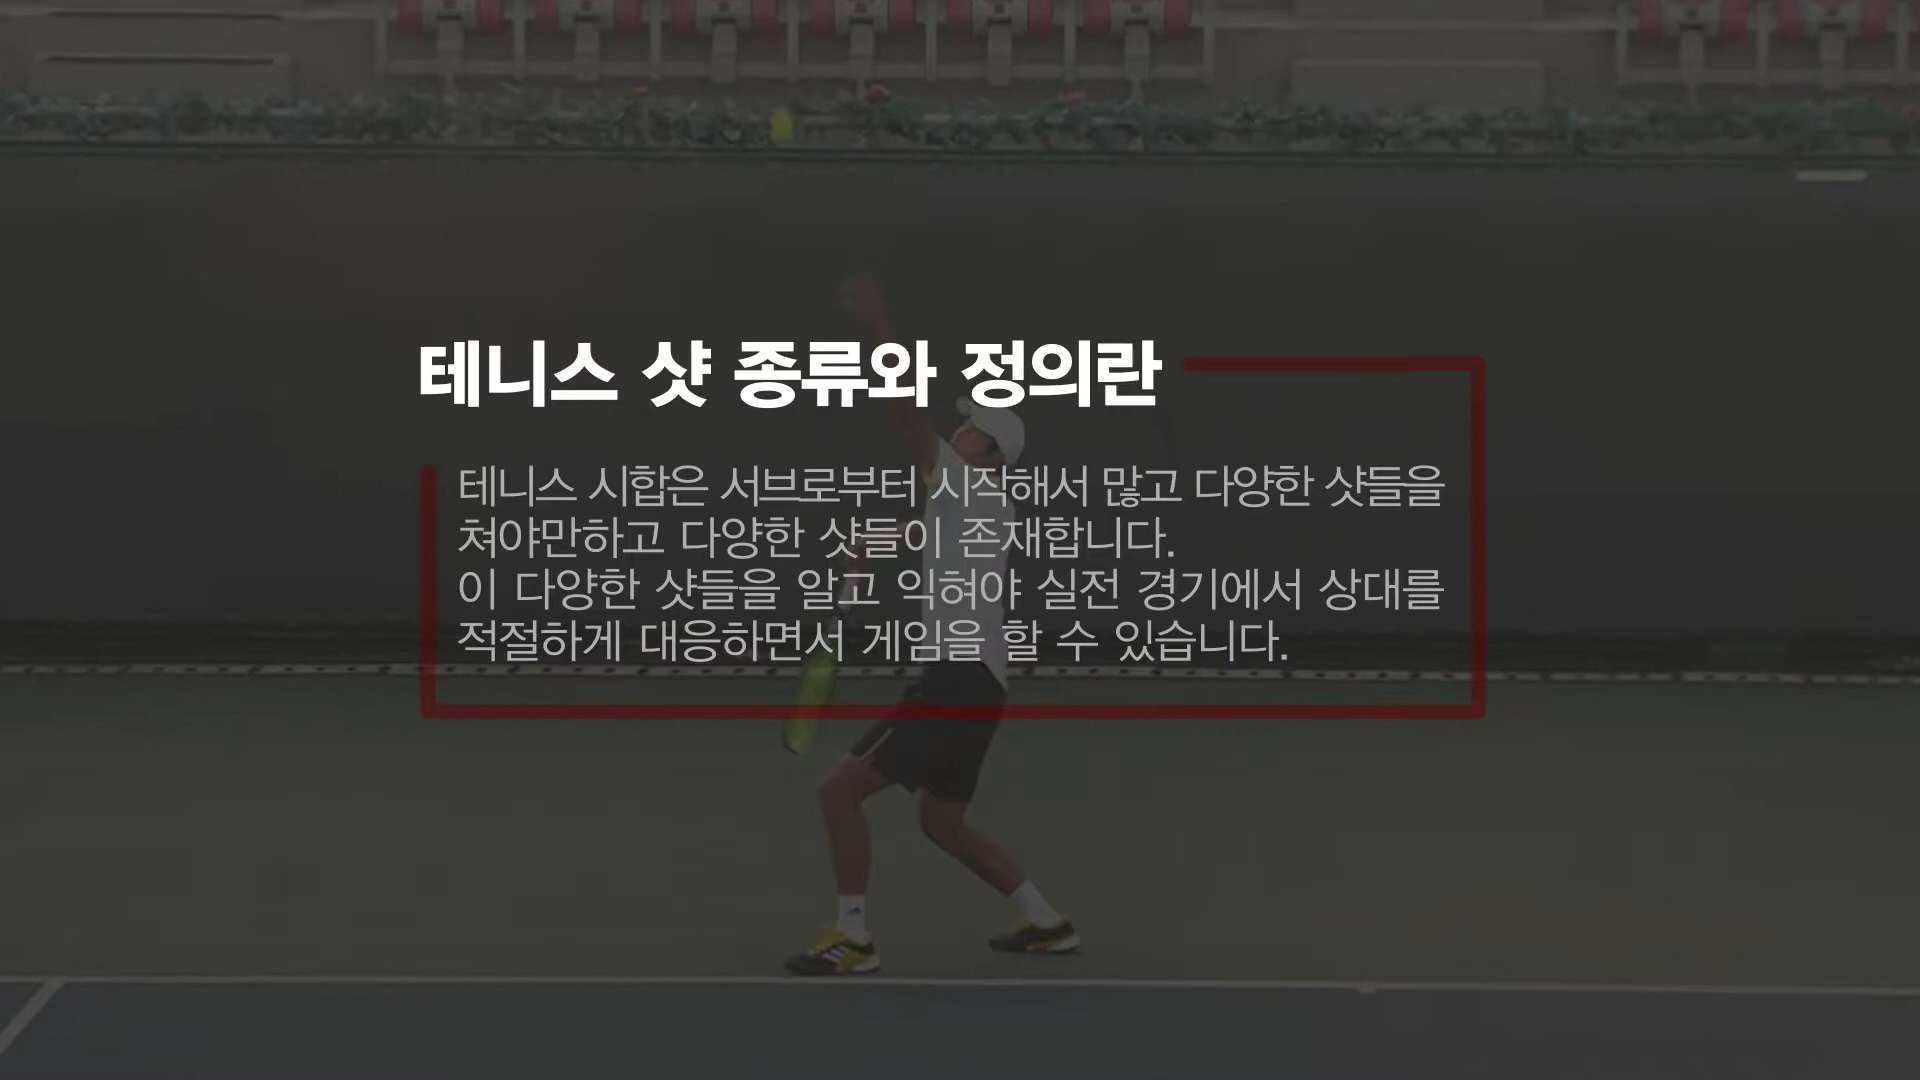 테니스 샷 종류와 정의란
테니스 시합은 서브로부터 시작해서 많고 다양한 샷들을
쳐야만하고 다양한 샷들이 존재합니다.
이 다양한 샷들을 알고 익혀야 실전 경기에서 상대를
적절하게 대응하면서 게임을 할 수 있습니다.